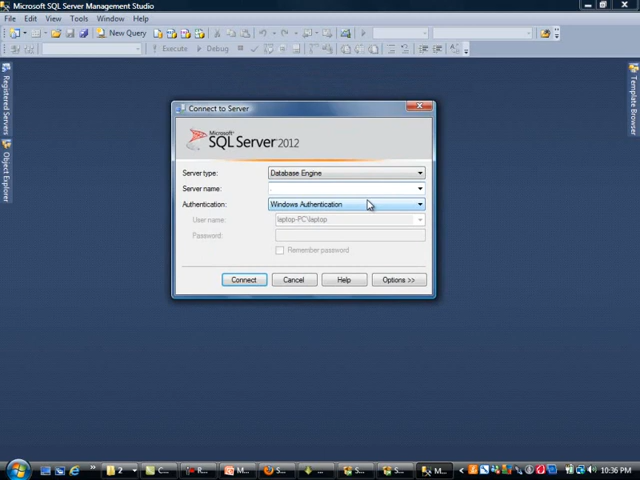 Microsoft SQL Server Management Studio
File Edit View Tools Window Help
New Query
Execute Debug
Registered Servers
Object Explorer
Template Browser
Connect to Server
Microsoft
SQL Server 2012
Server type: Database Engine
Server name: .
Authentication: Windows Authentication
User name: laptop-PC\laptop
Password:
Remember password
Connect Cancel Help Options >>
2 C... R... M... S... M... 10:36 PM